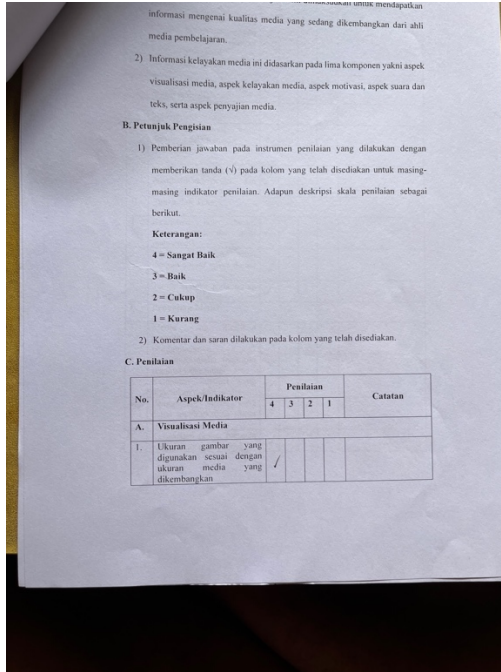 untuk mendapatkan
informasi mengenai kualitas media yang sedang dikembangkan dari ahli
media pembelajaran.
2) Informasi kelayakan media ini didasarkan pada lima komponen yakni aspek
visualisasi media, aspek kelayakan media, aspek motivasi, aspek suara dan
teks, serta aspek penyajian media.
B. Petunjuk Pengisian
1) Pemberian jawaban pada instrumen penilaian yang dilakukan dengan
memberikan tanda (√) pada kolom yang telah disediakan untuk masing-
masing indikator penilaian. Adapun deskripsi skala penilaian sebagai
berikut.
Keterangan:
4 = Sangat Baik
3 = Baik
2 = Cukup
1 = Kurang
2) Komentar dan saran dilakukan pada kolom yang telah disediakan.
C. Penilaian
No. Aspek/Indikator Penilaian Catatan
4 3 2 1
A. Visualisasi Media
1. Ukuran gambar yang
digunakan sesuai dengan
ukuran media yang
dikembangkan